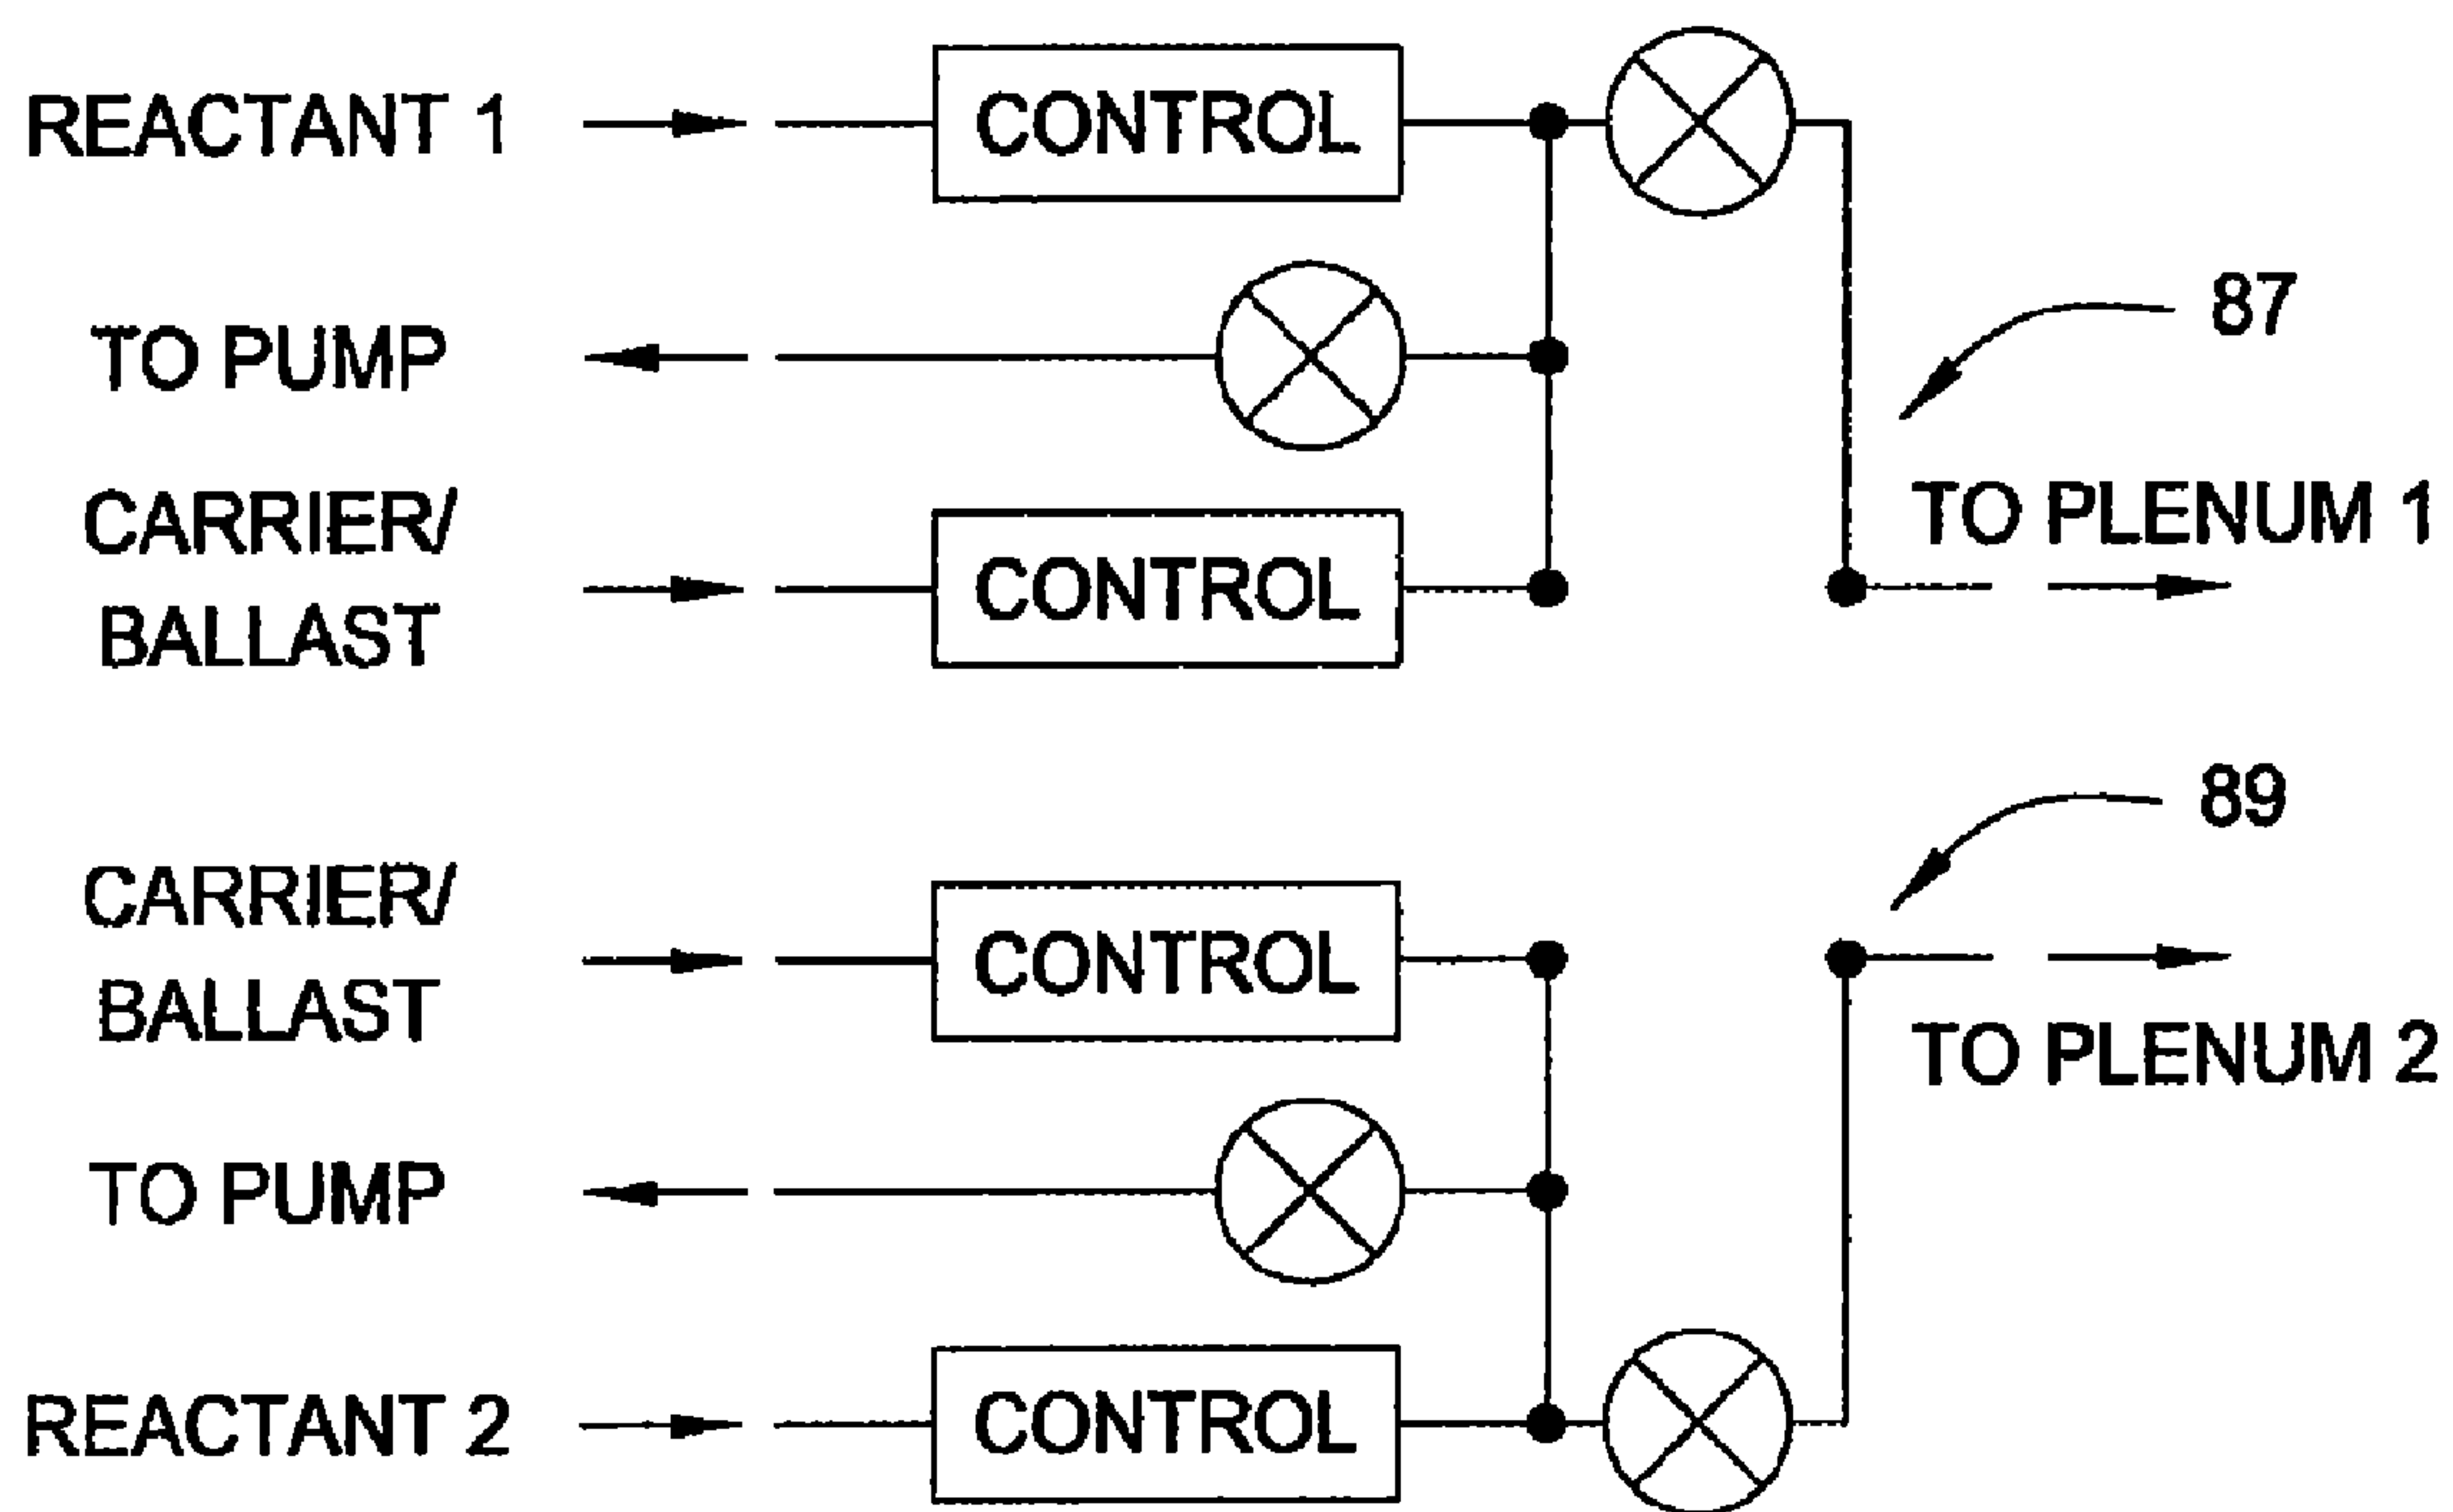 REACTANT 1
CONTROL
87
TO PUMP
CARRIER/
BALLAST
CONTROL
TO PLENUM 1
89
CARRIER/
BALLAST
CONTROL
TO PLENUM 2
TO PUMP
REACTANT 2
CONTROL